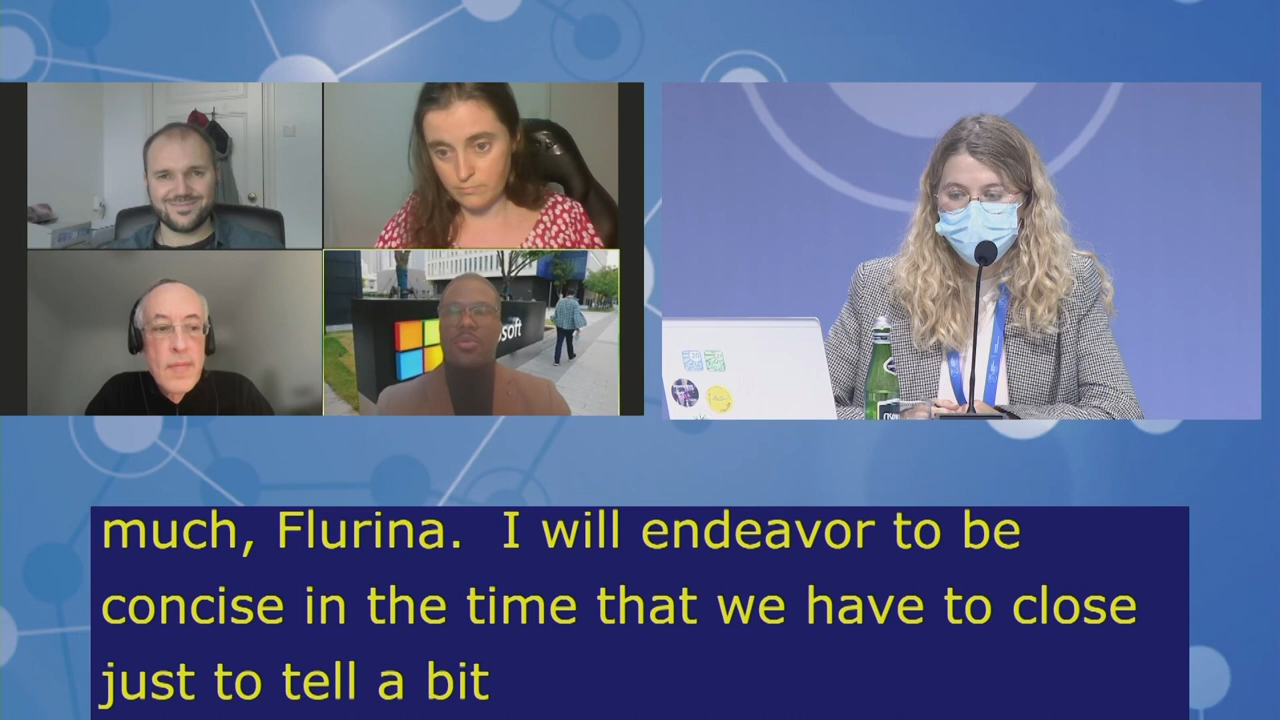 soft
much, Flurina.  I will endeavor to be
concise in the time that we have to close
just to tell a bit